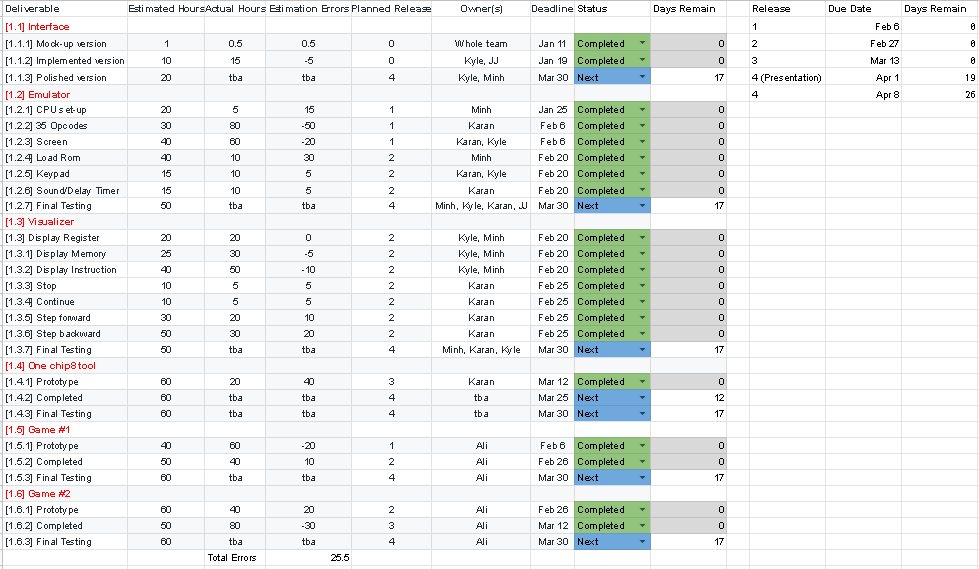 Deliverable Estimated Hours Actual Hours Estimation Errors Planned Release Owner(s) Deadline Status Days Remain Release Due Date Days Remain
[1.1] Interface 1 Feb 6 0
[1.1.1] Mock-up version 1 0.5 0.5 0 Whole team Jan 11 Completed 0 2 Feb 27 0
[1.1.2] Implemented version 10 15 -5 0 Kyle, JJ Jan 19 Completed 0 3 Mar 13 0
[1.1.3] Polished version 20 tba tba 4 Kyle, Minh Mar 30 Next 17 4 (Presentation) Apr 1 19
[1.2] Emulator 4 Apr 8 26
[1.2.1] CPU set-up 20 5 15 1 Minh Jan 25 Completed 0
[1.2.2] 35 Opcodes 30 80 -50 1 Karan Feb 6 Completed 0
[1.2.3] Screen 40 60 -20 1 Karan, Kyle Feb 6 Completed 0
[1.2.4] Load Rom 40 10 30 2 Minh Feb 20 Completed 0
[1.2.5] Keypad 15 10 5 2 Karan, Kyle Feb 20 Completed 0
[1.2.6] Sound/Delay Timer 15 10 5 2 Karan Feb 20 Completed 0
[1.2.7] Final Testing 50 tba tba 4 Minh, Kyle, Karan, JJ Mar 30 Next 17
[1.3] Visualizer
[1.3] Display Register 20 20 0 2 Kyle, Minh Feb 20 Completed 0
[1.3.1] Display Memory 25 30 -5 2 Kyle, Minh Feb 20 Completed 0
[1.3.2] Display Instruction 40 50 -10 2 Kyle, Minh Feb 20 Completed 0
[1.3.3] Stop 10 5 5 2 Karan Feb 25 Completed 0
[1.3.4] Continue 10 5 5 2 Karan Feb 25 Completed 0
[1.3.5] Step forward 30 20 10 2 Karan Feb 25 Completed 0
[1.3.6] Step backward 50 30 20 2 Karan Feb 25 Completed 0
[1.3.7] Final Testing 50 tba tba 4 Minh, Karan, Kyle Mar 30 Next 17
[1.4] One chip8 tool
[1.4.1] Prototype 60 20 40 3 Karan Mar 12 Completed 0
[1.4.2] Completed 60 tba tba 4 tba Mar 25 Next 12
[1.4.3] Final Testing 60 tba tba 4 tba Mar 30 Next 17
[1.5] Game #1
[1.5.1] Prototype 40 60 -20 1 Ali Feb 6 Completed 0
[1.5.2] Completed 50 40 10 2 Ali Feb 26 Completed 0
[1.5.3] Final Testing 60 tba tba 4 Ali Mar 30 Next 17
[1.6] Game #2
[1.6.1] Prototype 60 40 20 2 Ali Feb 26 Completed 0
[1.6.2] Completed 50 80 -30 3 Ali Mar 12 Completed 0
[1.6.3] Final Testing 60 tba tba 4 Ali Mar 30 Next 17
Total Errors 25.5